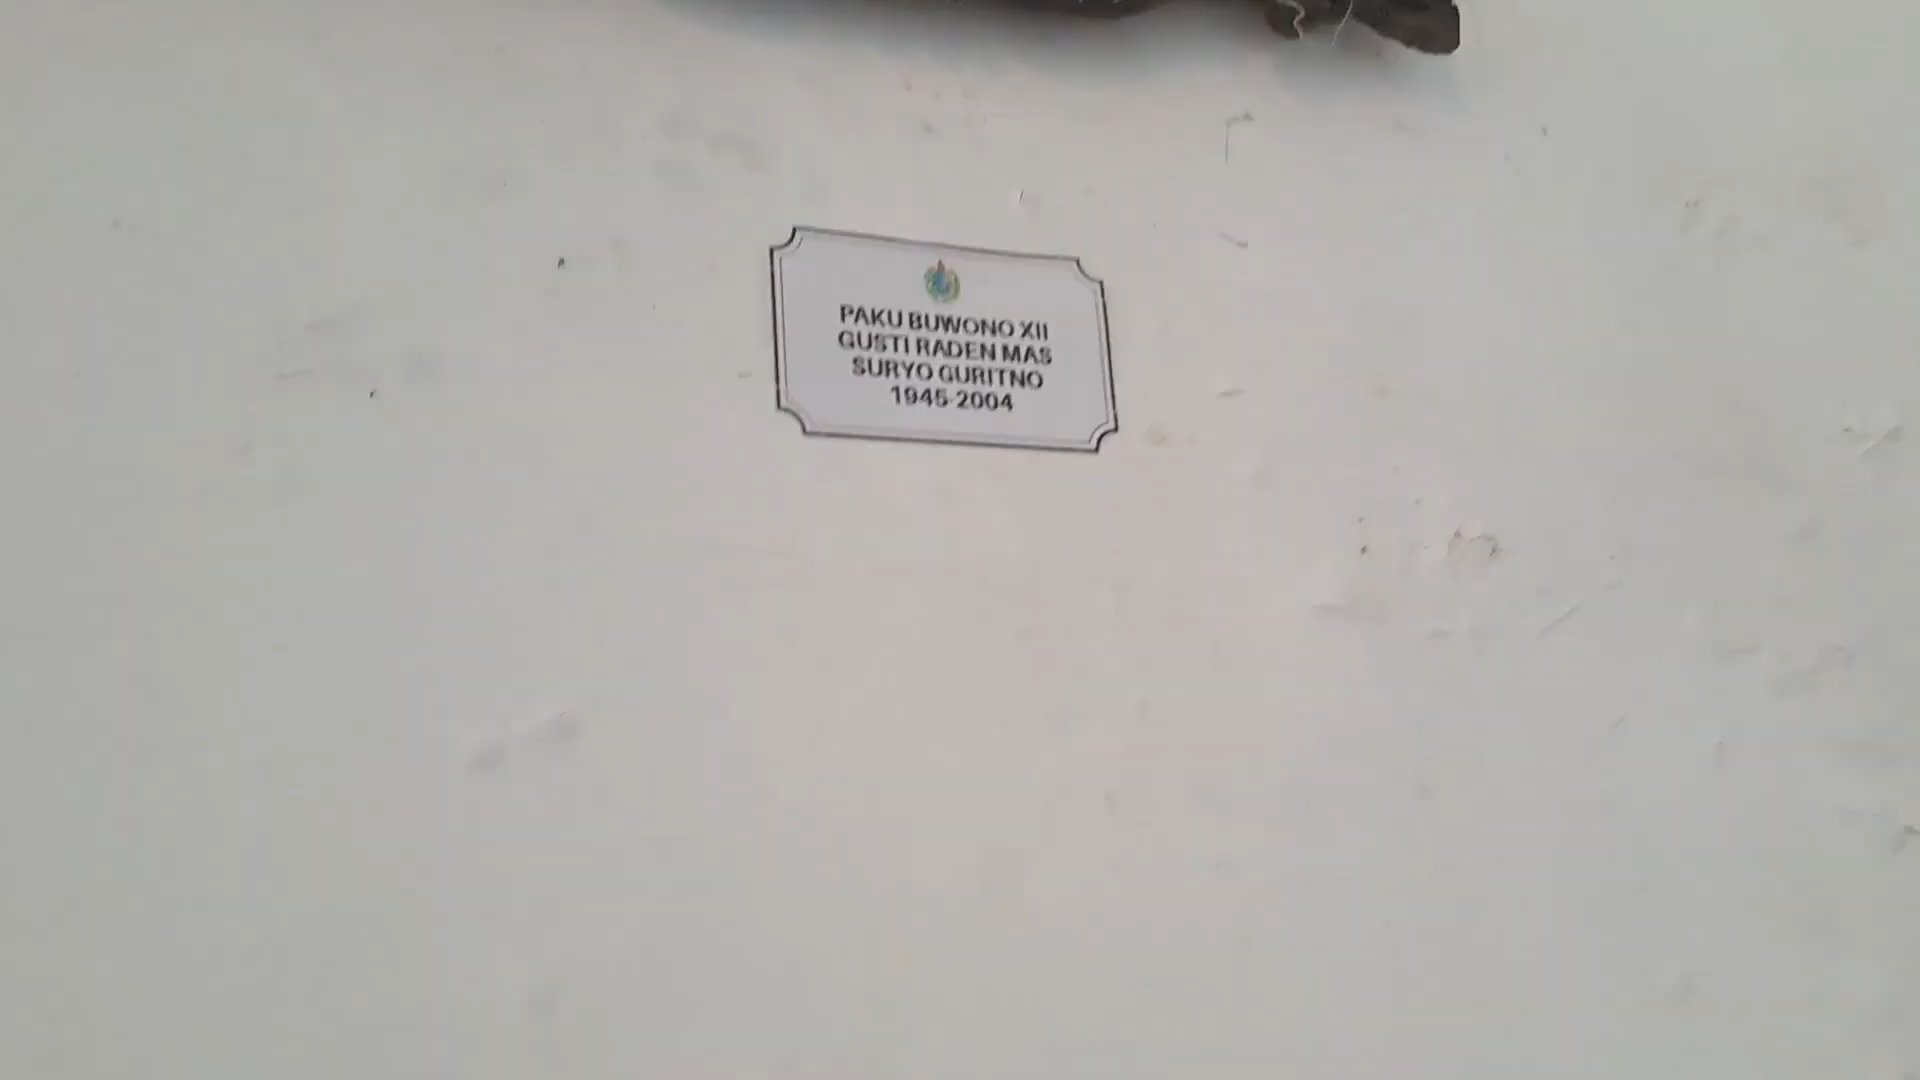 PAKU BUWONO XII
GUSTI RADEN MAS
SURYO GURITNO
1945-2004